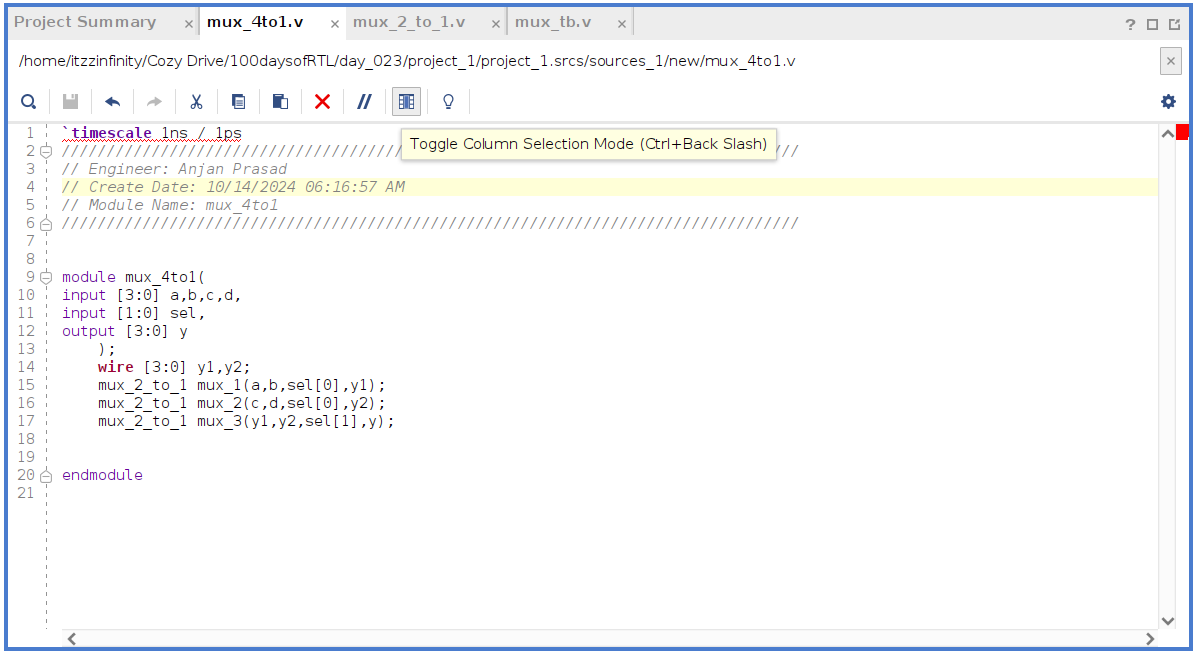 Project Summary × mux_4to1.v × mux_2_to_1.v × mux_tb.v × ?
/home/itzzinfinity/Cozy Drive/100daysofRTL/day_023/project_1/project_1.srcs/sources_1/new/mux_4to1.v ×
Toggle Column Selection Mode (Ctrl+Back Slash)
1 `timescale 1ns / 1ps
2 //////////////////////////////////////////////////////////////////////////////////
3 // Engineer: Anjan Prasad
4 // Create Date: 10/14/2024 06:16:57 AM
5 // Module Name: mux_4to1
6 //////////////////////////////////////////////////////////////////////////////////
7
8
9 module mux_4to1(
10 input [3:0] a,b,c,d,
11 input [1:0] sel,
12 output [3:0] y
13 );
14 wire [3:0] y1,y2;
15 mux_2_to_1 mux_1(a,b,sel[0],y1);
16 mux_2_to_1 mux_2(c,d,sel[0],y2);
17 mux_2_to_1 mux_3(y1,y2,sel[1],y);
18
19
20 endmodule
21